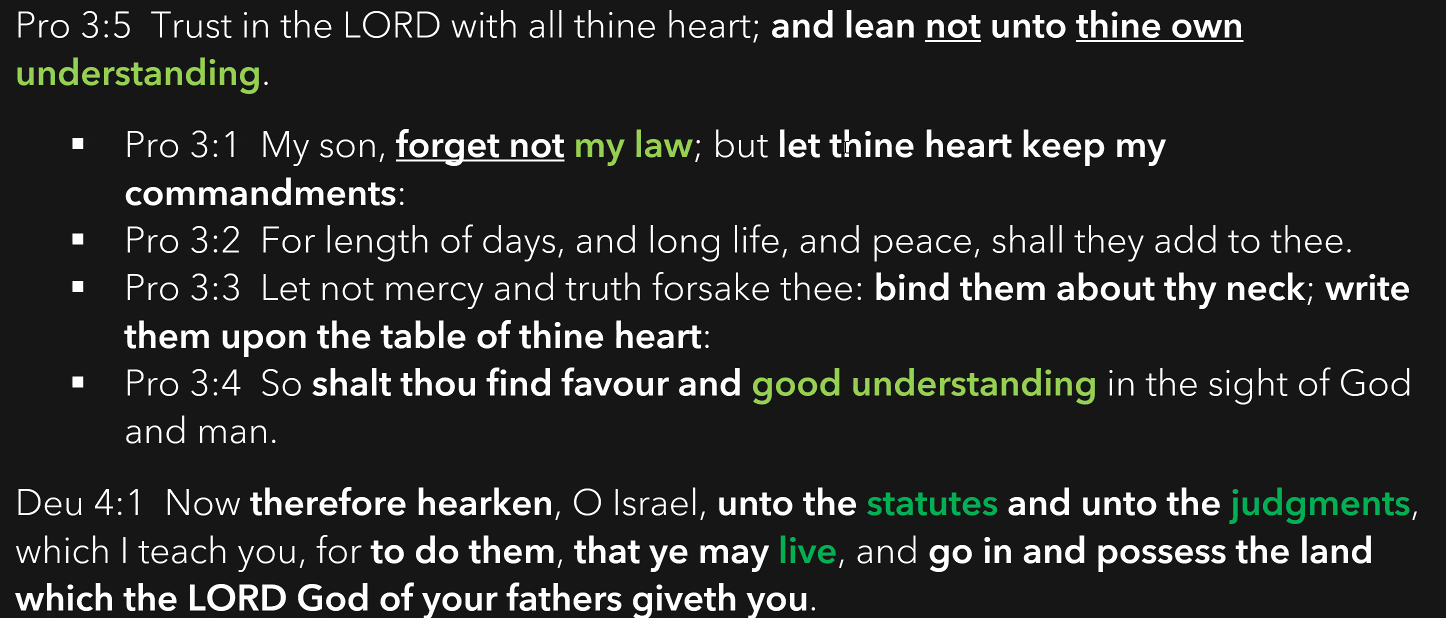 Pro 3:5  Trust in the LORD with all thine heart; and lean not unto thine own
understanding.
▪ Pro 3:1  My son, forget not my law; but let thine heart keep my
commandments:
▪ Pro 3:2  For length of days, and long life, and peace, shall they add to thee.
▪ Pro 3:3  Let not mercy and truth forsake thee: bind them about thy neck; write
them upon the table of thine heart:
▪ Pro 3:4  So shalt thou find favour and good understanding in the sight of God
and man.
Deu 4:1  Now therefore hearken, O Israel, unto the statutes and unto the judgments,
which I teach you, for to do them, that ye may live, and go in and possess the land
which the LORD God of your fathers giveth you.